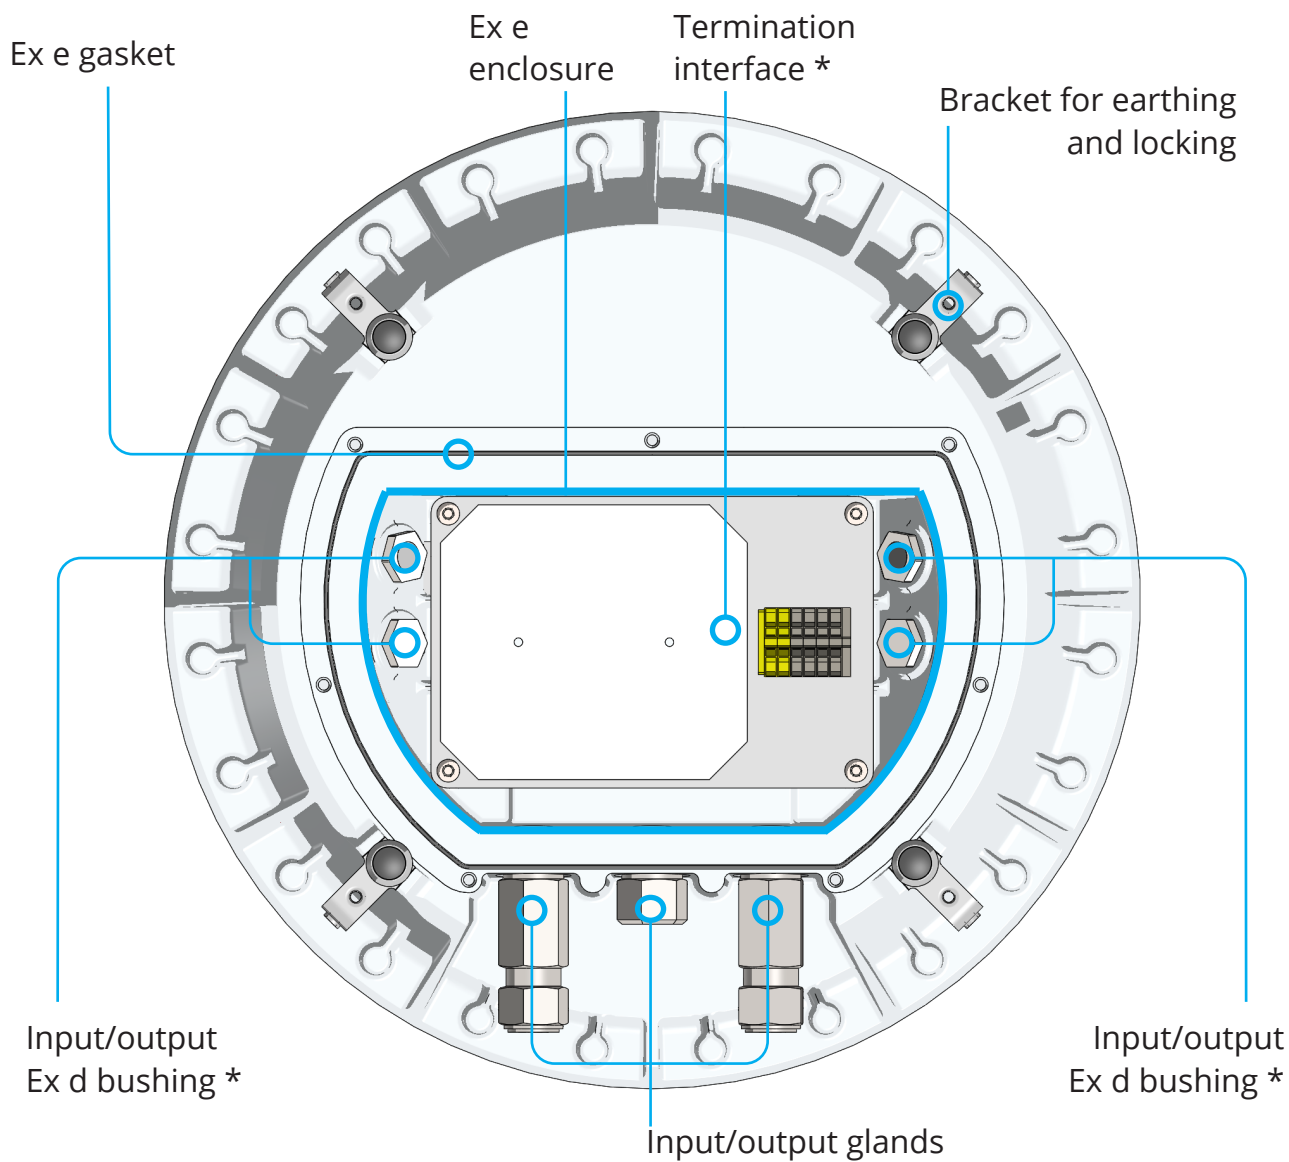 Ex e gasket
Ex e
enclosure
Termination
interface *
Bracket for earthing
and locking
Input/output
Ex d bushing *
Input/output
Ex d bushing *
Input/output glands